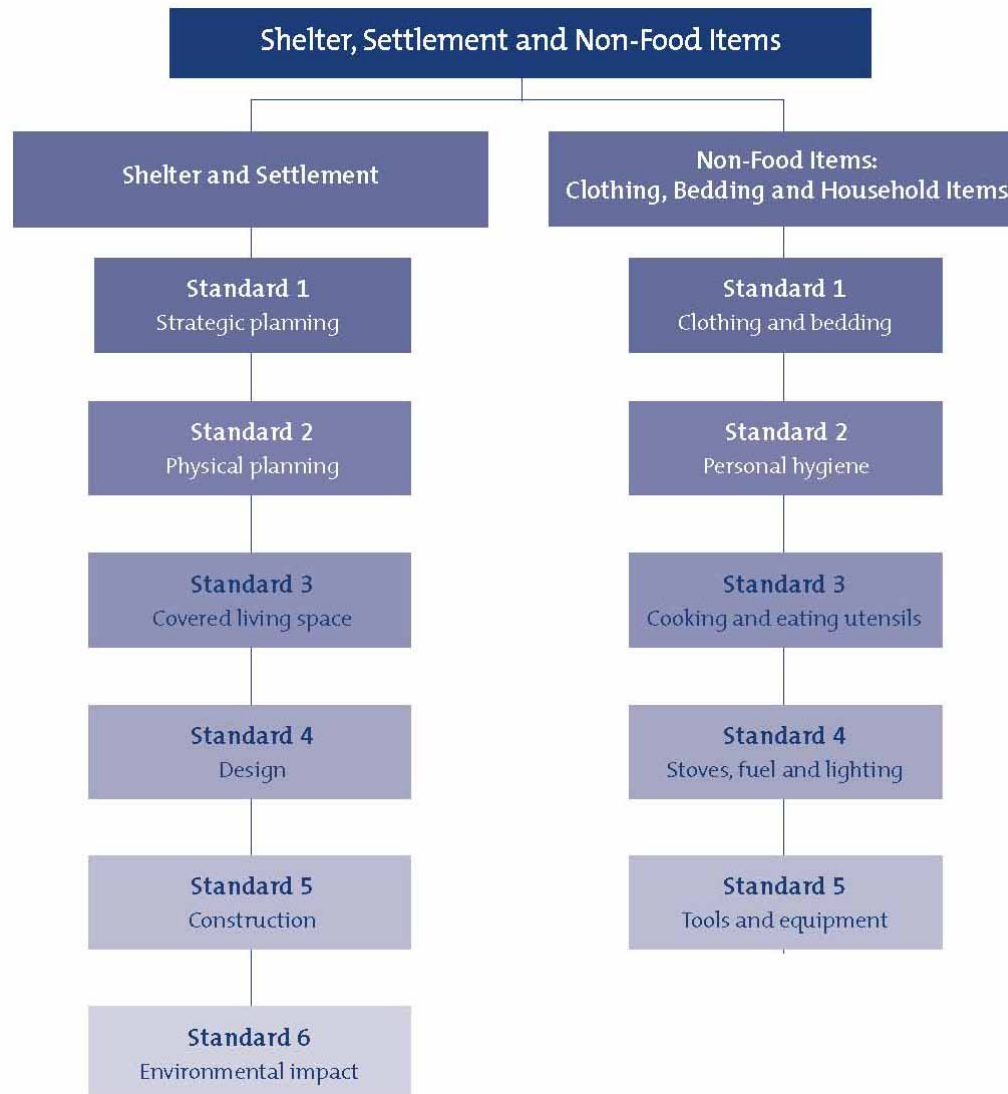 Shelter, Settlement and Non-Food Items
Shelter and Settlement
Standard 1
Strategic planning
Standard 2
Physical planning
Standard 3
Covered living space
Standard 4
Design
Standard 5
Construction
Standard 6
Environmental impact
Non-Food Items:
Clothing, Bedding and Household Items
Standard 1
Clothing and bedding
Standard 2
Personal hygiene
Standard 3
Cooking and eating utensils
Standard 4
Stoves, fuel and lighting
Standard 5
Tools and equipment